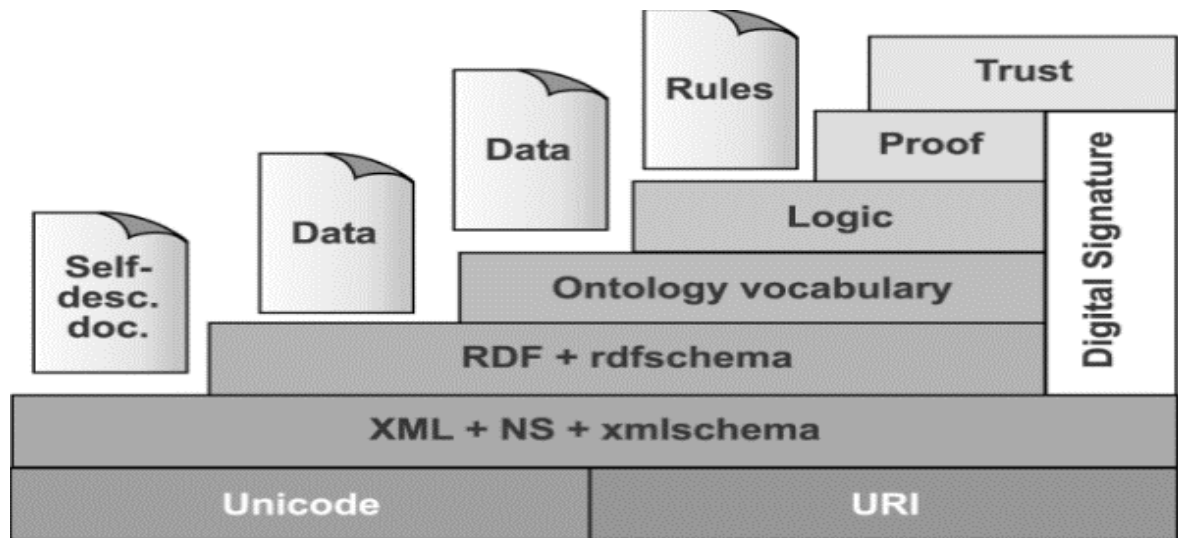 Rules
Trust
Data
Proof
Data
Logic
Self-
desc.
doc.
Ontology vocabulary
Digital Signature
RDF + rdfschema
XML + NS + xmlschema
Unicode
URI